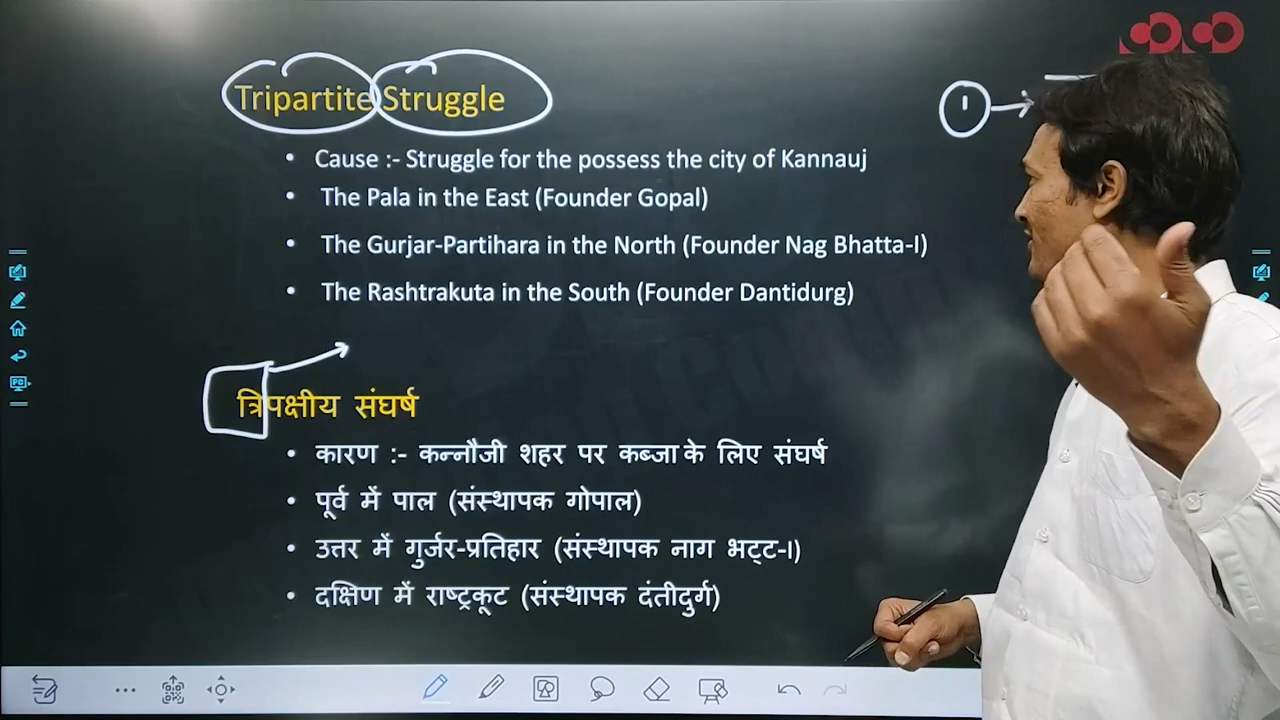 Tripartite Struggle
1
• Cause :- Struggle for the possess the city of Kannauj
• The Pala in the East (Founder Gopal)
• The Gurjar-Partihara in the North (Founder Nag Bhatta-I)
• The Rashtrakuta in the South (Founder Dantidurg)
त्रिपक्षीय संघर्ष
• कारण :- कन्नौजी शहर पर कब्जा के लिए संघर्ष
• पूर्व में पाल (संस्थापक गोपाल)
• उत्तर में गुर्जर-प्रतिहार (संस्थापक नाग भट्ट-I)
• दक्षिण में राष्ट्रकूट (संस्थापक दंतीदुर्ग)